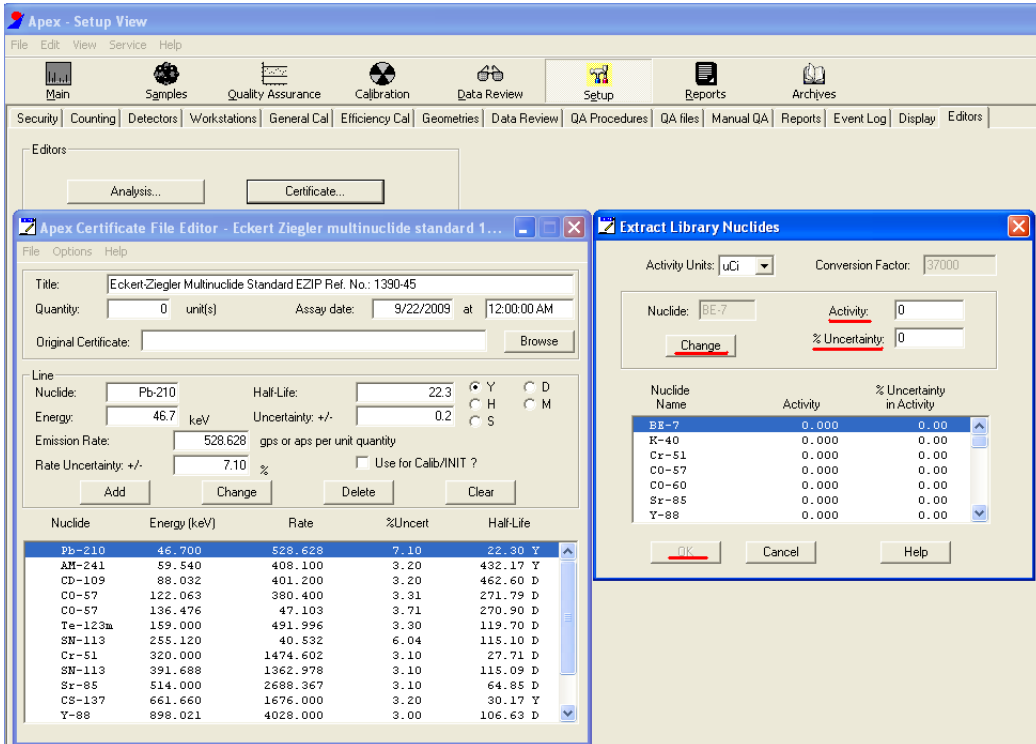 Apex - Setup View
File Edit View Service Help
Main Samples Quality Assurance Calibration Data Review Setup Reports Archives
Security Counting Detectors Workstations General Cal Efficiency Cal Geometries Data Review QA Procedures QA files Manual QA Reports Event Log Display Editors
Editors
Analysis... Certificate...
Apex Certificate File Editor - Eckert Ziegler multinuclide standard 1...
File Options Help
Title: Eckert-Ziegler Multinuclide Standard EZIP Ref. No.: 1390-45
Quantity: 0 unit(s) Assay date: 9/22/2009 at 12:00:00 AM
Original Certificate: Browse
Line
Nuclide: Pb-210 Half-Life: 22.3 Y D
H M
Energy: 46.7 keV Uncertainty: +/- 0.2 S
Emission Rate: 528.628 gps or aps per unit quantity
Rate Uncertainty: +/- 7.10 % Use for Calib/INIT ?
Add Change Delete Clear
Nuclide Energy (keV) Rate %Uncert Half-Life
Pb-210 46.700 528.628 7.10 22.30 Y
AM-241 59.540 408.100 3.20 432.17 Y
CD-109 88.032 401.200 3.20 462.60 D
CO-57 122.063 380.400 3.31 271.79 D
CO-57 136.476 47.103 3.71 270.90 D
Te-123m 159.000 491.996 3.30 119.70 D
SN-113 255.120 40.532 6.04 115.10 D
Cr-51 320.000 1474.602 3.10 27.71 D
SN-113 391.688 1362.978 3.10 115.09 D
Sr-85 514.000 2688.367 3.10 64.85 D
CS-137 661.660 1676.000 3.20 30.17 Y
Y-88 898.021 4028.000 3.00 106.63 D
Extract Library Nuclides
Activity Units: uCi Conversion Factor: 37000
Nuclide: BE-7 Activity: 0
Change % Uncertainty: 0
Nuclide % Uncertainty
Name Activity in Activity
BE-7 0.000 0.00
K-40 0.000 0.00
Cr-51 0.000 0.00
CO-57 0.000 0.00
CO-60 0.000 0.00
Sr-85 0.000 0.00
Y-88 0.000 0.00
OK Cancel Help